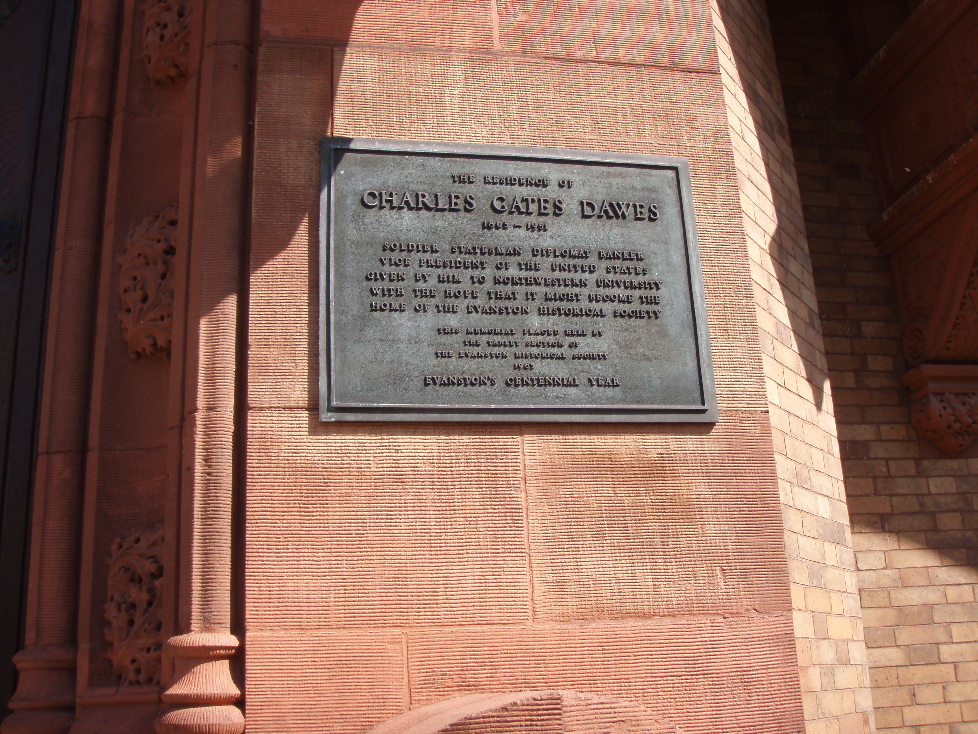 THE RESIDENCE OF
CHARLES GATES DAWES
1865 – 1951
SOLDIER STATESMAN DIPLOMAT BANKER
VICE PRESIDENT OF THE UNITED STATES
GIVEN BY HIM TO NORTHWESTERN UNIVERSITY
WITH THE HOPE THAT IT MIGHT BECOME THE
HOME OF THE EVANSTON HISTORICAL SOCIETY
THIS MEMORIAL PLACED HERE BY
THE SECTION OF
THE EVANSTON HISTORICAL SOCIETY
1963
EVANSTON'S CENTENNIAL YEAR